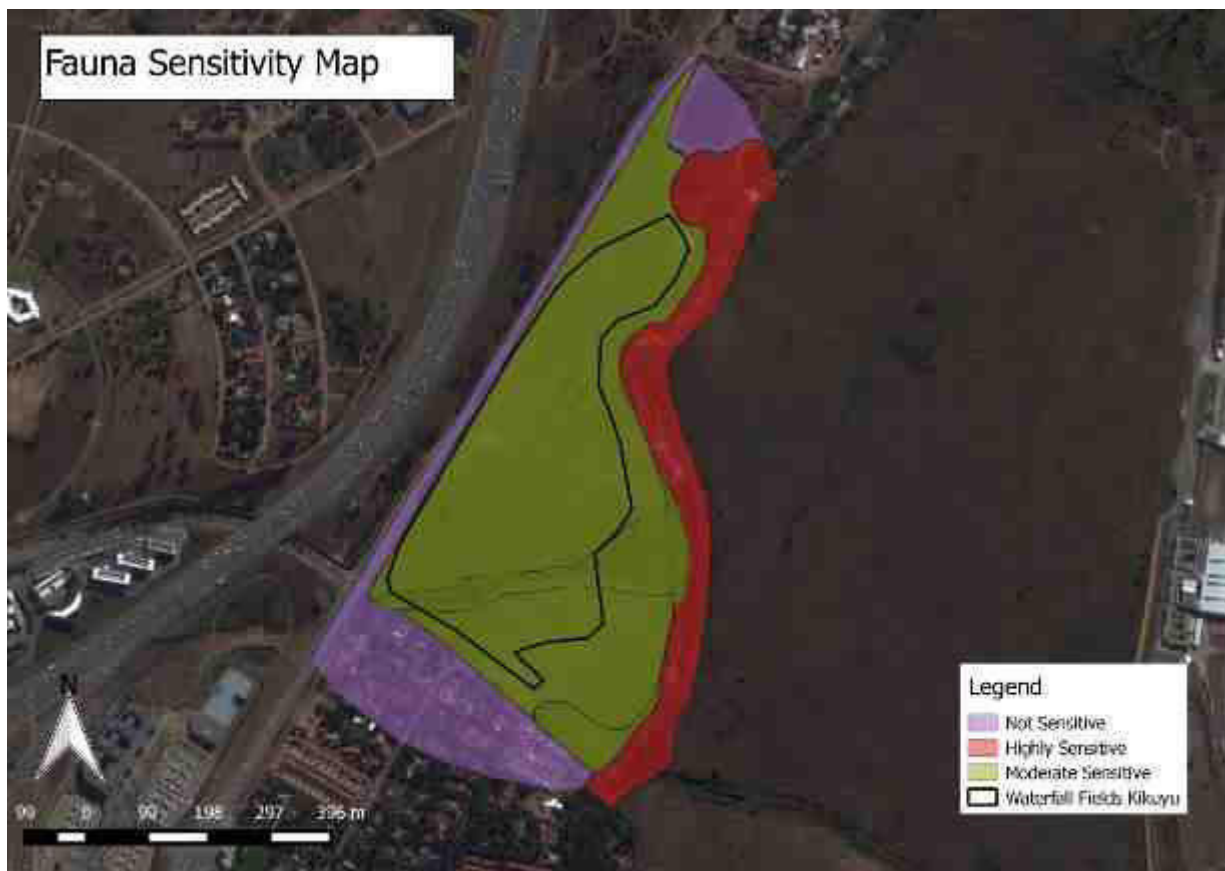 Fauna Sensitivity Map
N
99 0 99 198 297 396 m
Legend
Not Sensitive
Highly Sensitive
Moderate Sensitive
Waterfall Fields Kikuyu